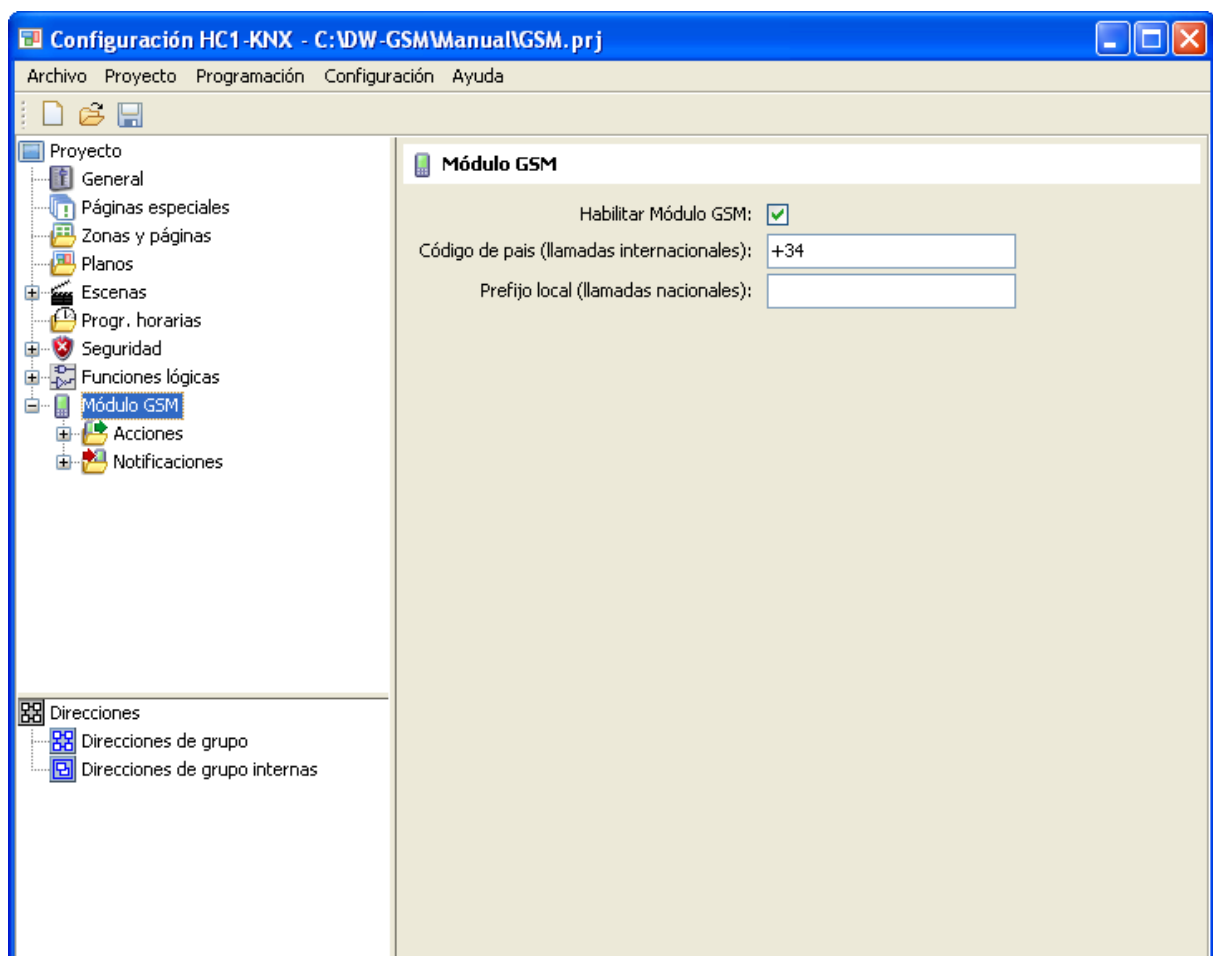 Configuración HC1-KNX - C:\DW-GSM\Manual\GSM.prj
Archivo Proyecto Programación Configuración Ayuda
Proyecto
General
Páginas especiales
Zonas y páginas
Planos
Escenas
Progr. horarias
Seguridad
Funciones lógicas
Módulo GSM
Acciones
Notificaciones
Direcciones
Direcciones de grupo
Direcciones de grupo internas
Módulo GSM
Habilitar Módulo GSM:
Código de pais (llamadas internacionales): +34
Prefijo local (llamadas nacionales):